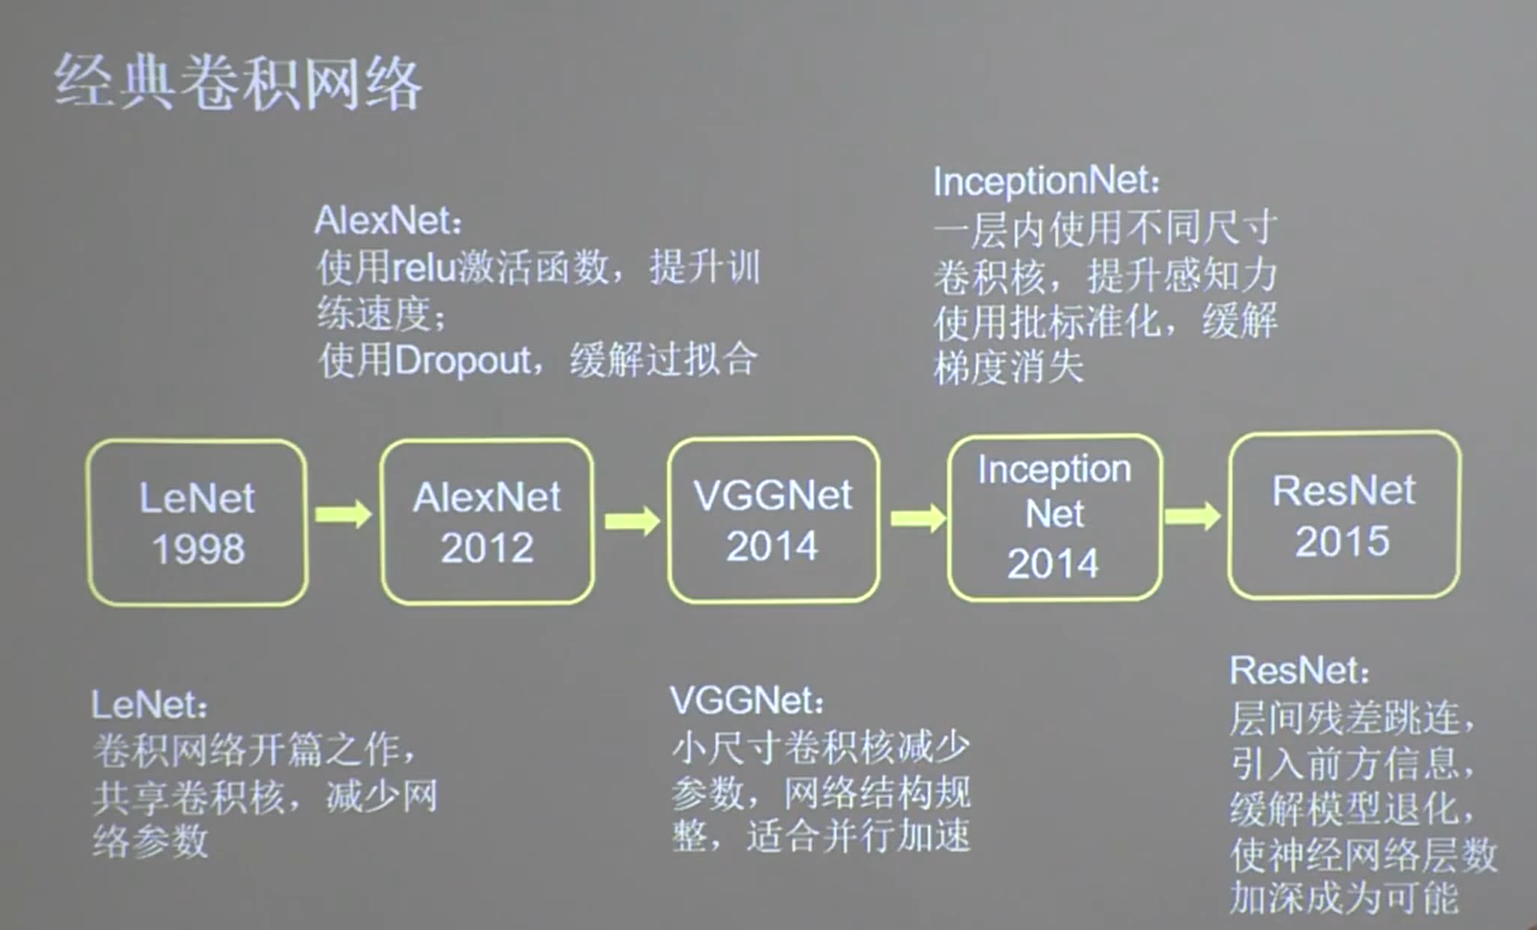 经典卷积网络
AlexNet：
使用relu激活函数，提升训
练速度；
使用Dropout，缓解过拟合
InceptionNet：
一层内使用不同尺寸
卷积核，提升感知力
使用批标准化，缓解
梯度消失
LeNet
1998
AlexNet
2012
VGGNet
2014
Inception
Net
2014
ResNet
2015
LeNet：
卷积网络开篇之作，
共享卷积核，减少网
络参数
VGGNet：
小尺寸卷积核减少
参数，网络结构规
整，适合并行加速
ResNet：
层间残差跳连，
引入前方信息，
缓解模型退化，
使神经网络层数
加深成为可能